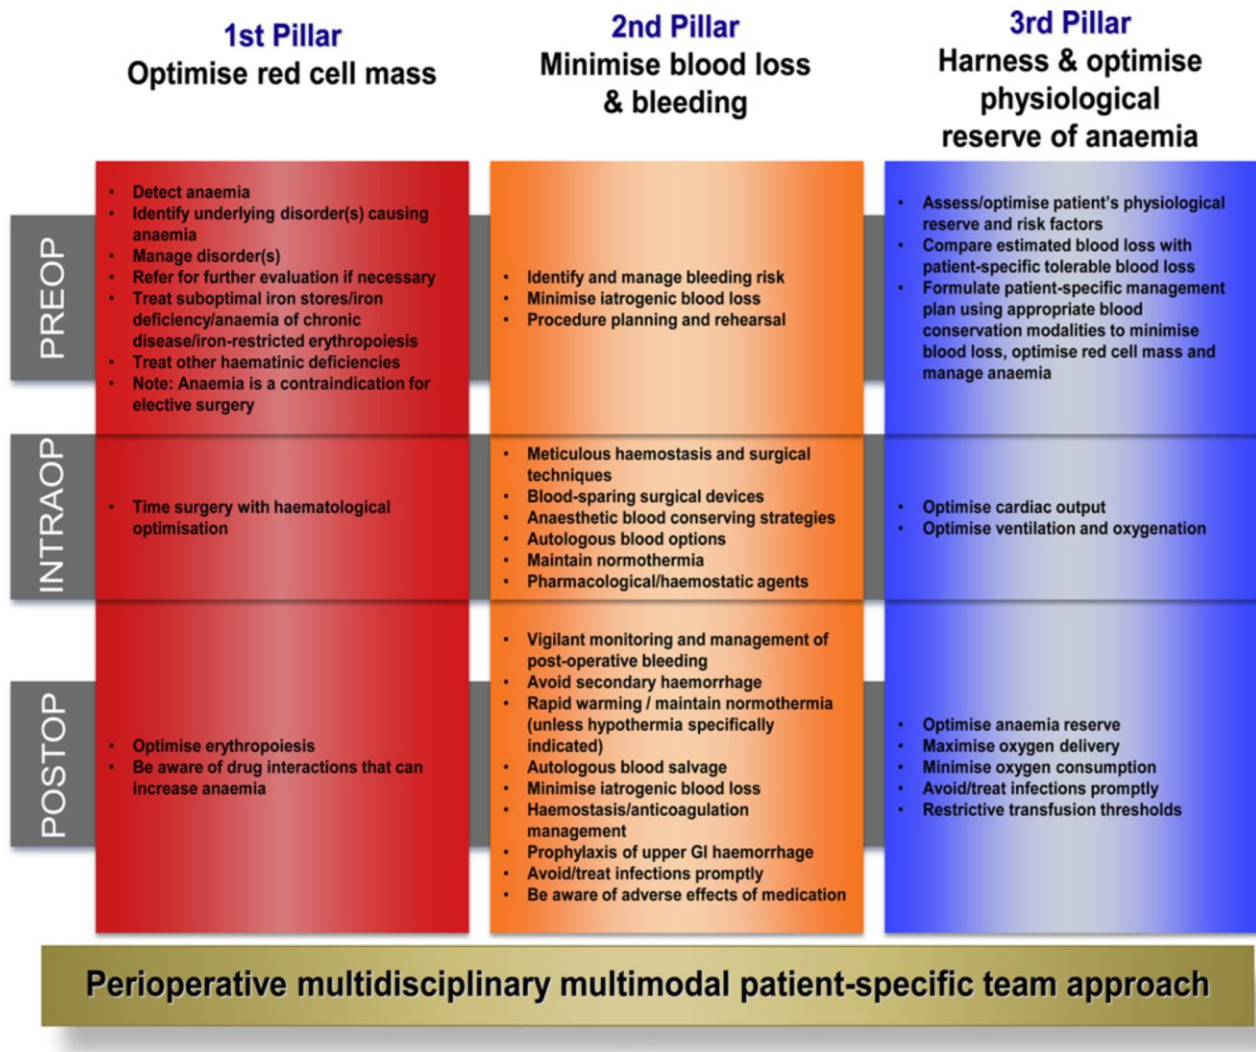 1st Pillar
Optimise red cell mass
2nd Pillar
Minimise blood loss
& bleeding
3rd Pillar
Harness & optimise
physiological
reserve of anaemia
PREOP
• Detect anaemia
• Identify underlying disorder(s) causing
anaemia
• Manage disorder(s)
• Refer for further evaluation if necessary
• Treat suboptimal iron stores/iron
deficiency/anaemia of chronic
disease/iron-restricted erythropoiesis
• Treat other haematinic deficiencies
• Note: Anaemia is a contraindication for
elective surgery
• Identify and manage bleeding risk
• Minimise iatrogenic blood loss
• Procedure planning and rehearsal
• Assess/optimise patient's physiological
reserve and risk factors
• Compare estimated blood loss with
patient-specific tolerable blood loss
• Formulate patient-specific management
plan using appropriate blood
conservation modalities to minimise
blood loss, optimise red cell mass and
manage anaemia
INTRAOP
• Time surgery with haematological
optimisation
• Meticulous haemostasis and surgical
techniques
• Blood-sparing surgical devices
• Anaesthetic blood conserving strategies
• Autologous blood options
• Maintain normothermia
• Pharmacological/haemostatic agents
• Optimise cardiac output
• Optimise ventilation and oxygenation
POSTOP
• Optimise erythropoiesis
• Be aware of drug interactions that can
increase anaemia
• Vigilant monitoring and management of
post-operative bleeding
• Avoid secondary haemorrhage
• Rapid warming / maintain normothermia
(unless hypothermia specifically
indicated)
• Autologous blood salvage
• Minimise iatrogenic blood loss
• Haemostasis/anticoagulation
management
• Prophylaxis of upper GI haemorrhage
• Avoid/treat infections promptly
• Be aware of adverse effects of medication
• Optimise anaemia reserve
• Maximise oxygen delivery
• Minimise oxygen consumption
• Avoid/treat infections promptly
• Restrictive transfusion thresholds
Perioperative multidisciplinary multimodal patient-specific team approach